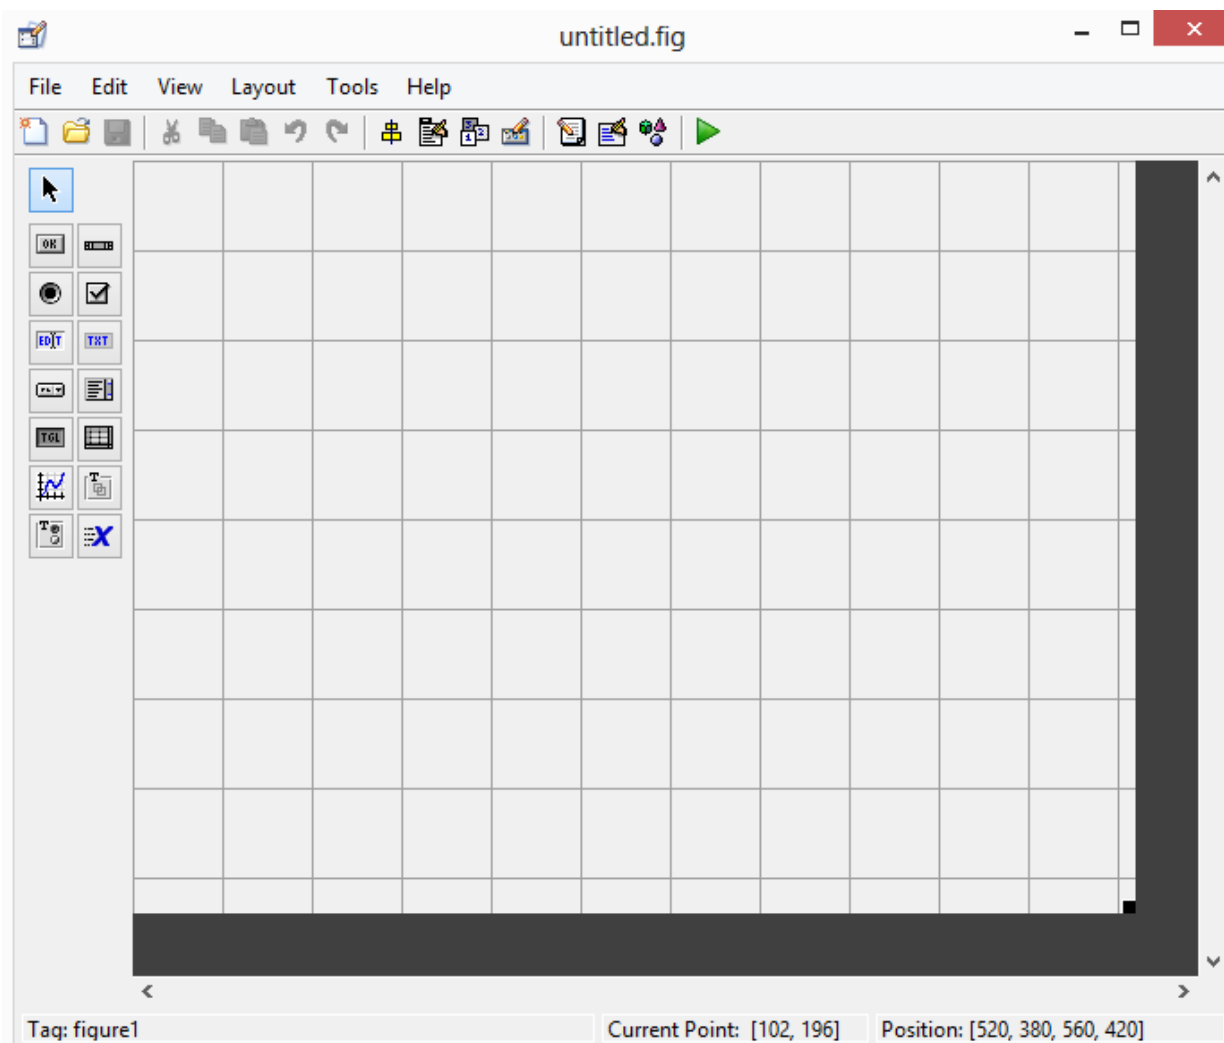 untitled.fig
File Edit View Layout Tools Help
OK
EDIT TXT
TGL
T
T X
Tag: figure1 Current Point: [102, 196] Position: [520, 380, 560, 420]